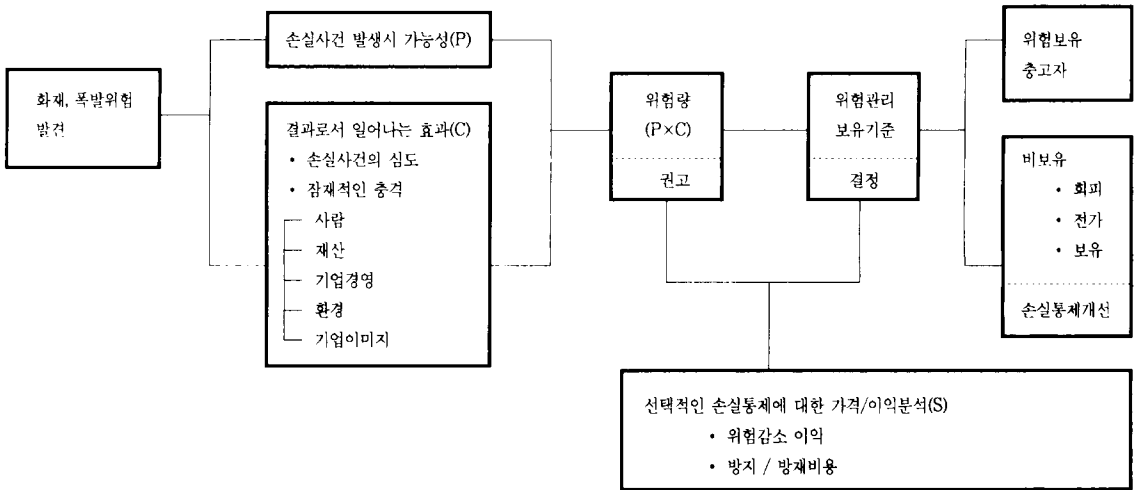 화재, 폭발위험
발견
손실사건 발생시 가능성(P)
결과로서 일어나는 효과(C)
• 손실사건의 심도
• 잠재적인 충격
사람
재산
기업경영
환경
기업이미지
위험량
(P×C)
권고
위험관리
보유기준
결정
위험보유
충고자
비보유
• 회피
• 전가
• 보유
손실통제개선
선택적인 손실통제에 대한 가격/이익분석(S)
• 위험감소 이익
• 방지 / 방재비용